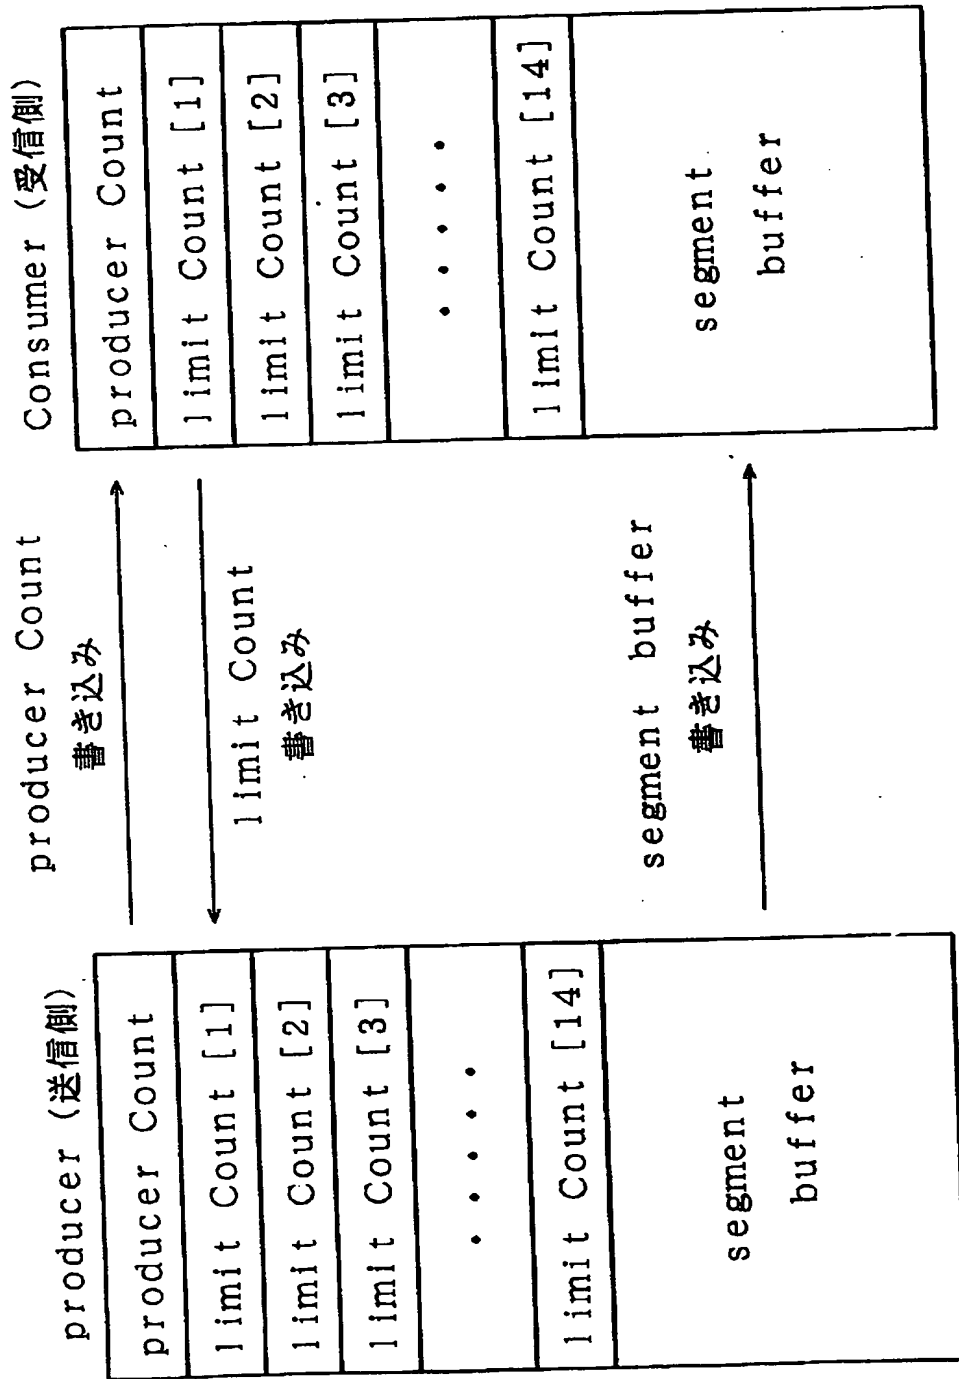 producer (送信側)
producer Count
limit Count [1]
limit Count [2]
limit Count [3]
・・・・・
limit Count [14]
segment
buffer
producer Count
書き込み
limit Count
書き込み
segment buffer
書き込み
Consumer (受信側)
producer Count
limit Count [1]
limit Count [2]
limit Count [3]
・・・・・
limit Count [14]
segment
buffer